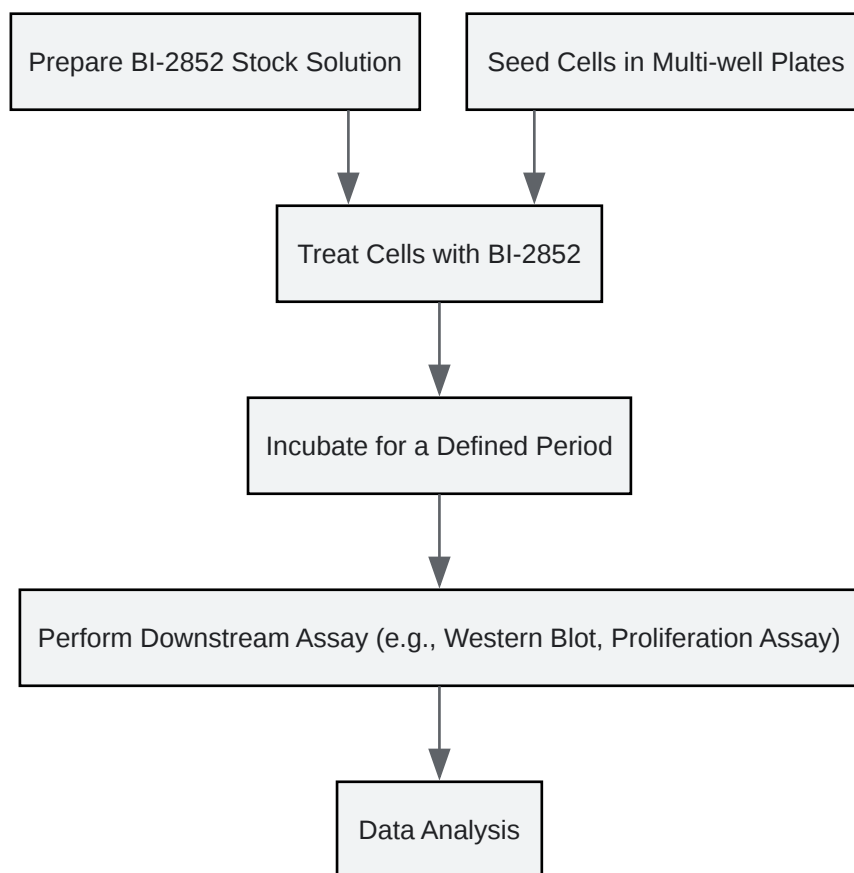 Prepare BI-2852 Stock Solution
Seed Cells in Multi-well Plates
Treat Cells with BI-2852
Incubate for a Defined Period
Perform Downstream Assay (e.g., Western Blot, Proliferation Assay)
Data Analysis